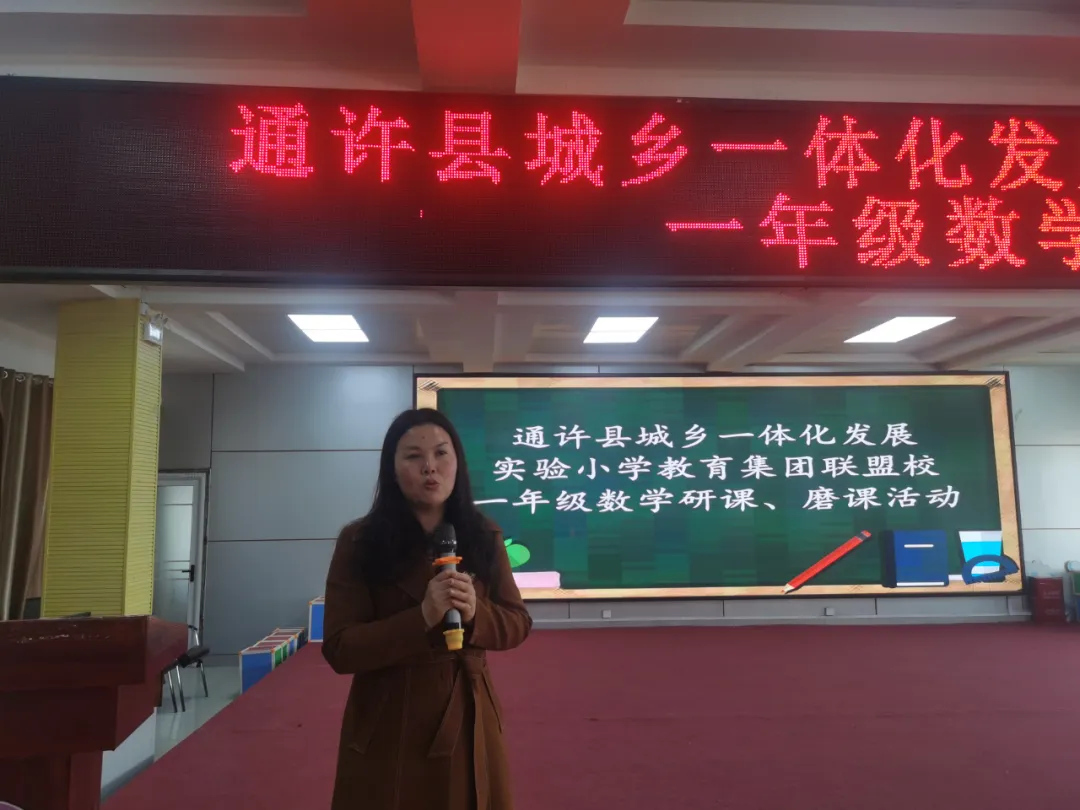 通许县城乡一体化发
一年级数学
通许县城乡一体化发展
实验小学教育集团联盟校
一年级数学研课、磨课活动